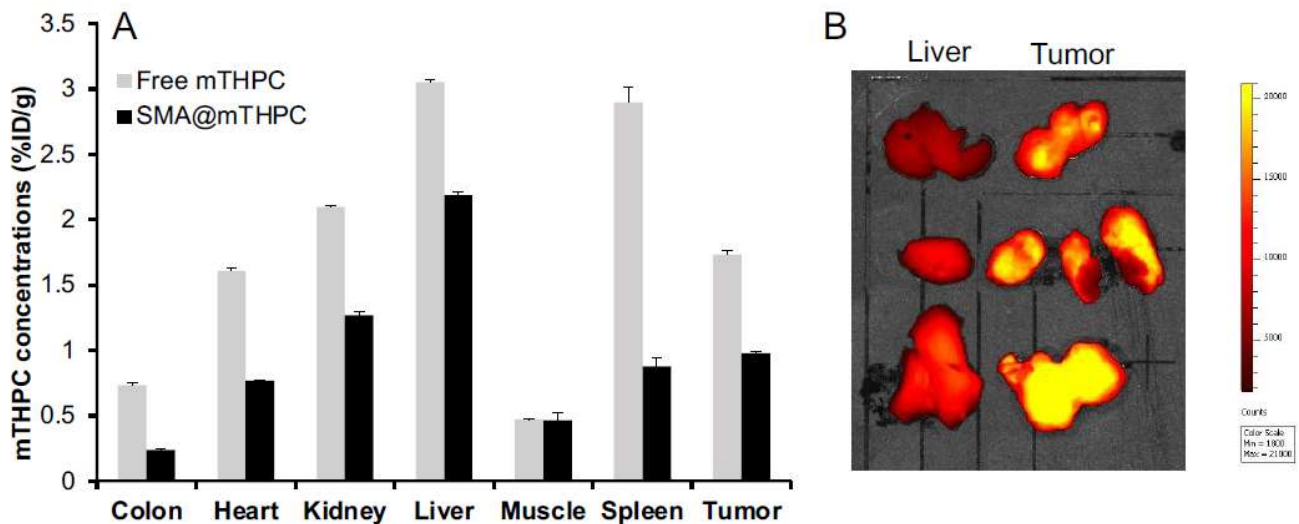 A
mTHPC concentrations (%ID/g)
3.5
3
2.5
2
1.5
1
0.5
0
Free mTHPC
SMA@mTHPC
Colon Heart Kidney Liver Muscle Spleen Tumor
B
Liver Tumor
20000
15000
10000
5000
Counts
Color Scale
Min = 1800
Max = 21000